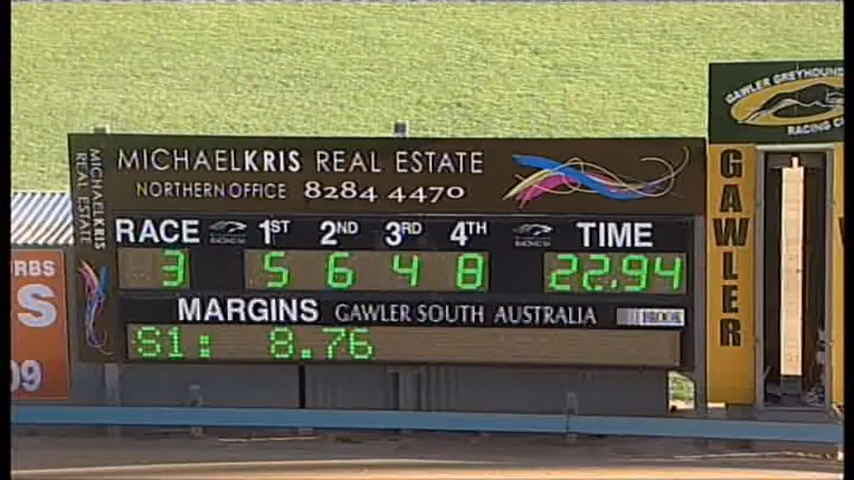 GAWLER GREYHOUND
RACING C
MICHAELKRIS REAL ESTATE
NORTHERN OFFICE 8284 4470
MICHAELKRIS
REAL ESTATE
RACE 1ST 2ND 3RD 4TH TIME
3 5 6 4 8 22.94
MARGINS GAWLER SOUTH AUSTRALIA
S1: 8.76
GAWLER
RBS
S
09